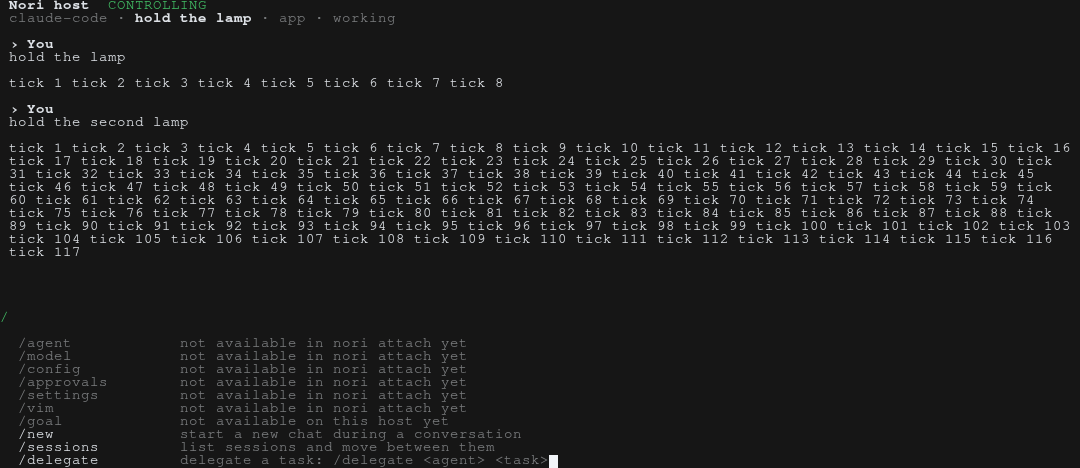 Nori host  CONTROLLING
claude-code · hold the lamp · app · working
› You
hold the lamp
tick 1 tick 2 tick 3 tick 4 tick 5 tick 6 tick 7 tick 8
› You
hold the second lamp
tick 1 tick 2 tick 3 tick 4 tick 5 tick 6 tick 7 tick 8 tick 9 tick 10 tick 11 tick 12 tick 13 tick 14 tick 15 tick 16
tick 17 tick 18 tick 19 tick 20 tick 21 tick 22 tick 23 tick 24 tick 25 tick 26 tick 27 tick 28 tick 29 tick 30 tick
31 tick 32 tick 33 tick 34 tick 35 tick 36 tick 37 tick 38 tick 39 tick 40 tick 41 tick 42 tick 43 tick 44 tick 45
tick 46 tick 47 tick 48 tick 49 tick 50 tick 51 tick 52 tick 53 tick 54 tick 55 tick 56 tick 57 tick 58 tick 59 tick
60 tick 61 tick 62 tick 63 tick 64 tick 65 tick 66 tick 67 tick 68 tick 69 tick 70 tick 71 tick 72 tick 73 tick 74
tick 75 tick 76 tick 77 tick 78 tick 79 tick 80 tick 81 tick 82 tick 83 tick 84 tick 85 tick 86 tick 87 tick 88 tick
89 tick 90 tick 91 tick 92 tick 93 tick 94 tick 95 tick 96 tick 97 tick 98 tick 99 tick 100 tick 101 tick 102 tick 103
tick 104 tick 105 tick 106 tick 107 tick 108 tick 109 tick 110 tick 111 tick 112 tick 113 tick 114 tick 115 tick 116
tick 117
/
/agent not available in nori attach yet
/model not available in nori attach yet
/config not available in nori attach yet
/approvals not available in nori attach yet
/settings not available in nori attach yet
/vim not available in nori attach yet
/goal not available on this host yet
/new start a new chat during a conversation
/sessions list sessions and move between them
/delegate delegate a task: /delegate <agent> <task>